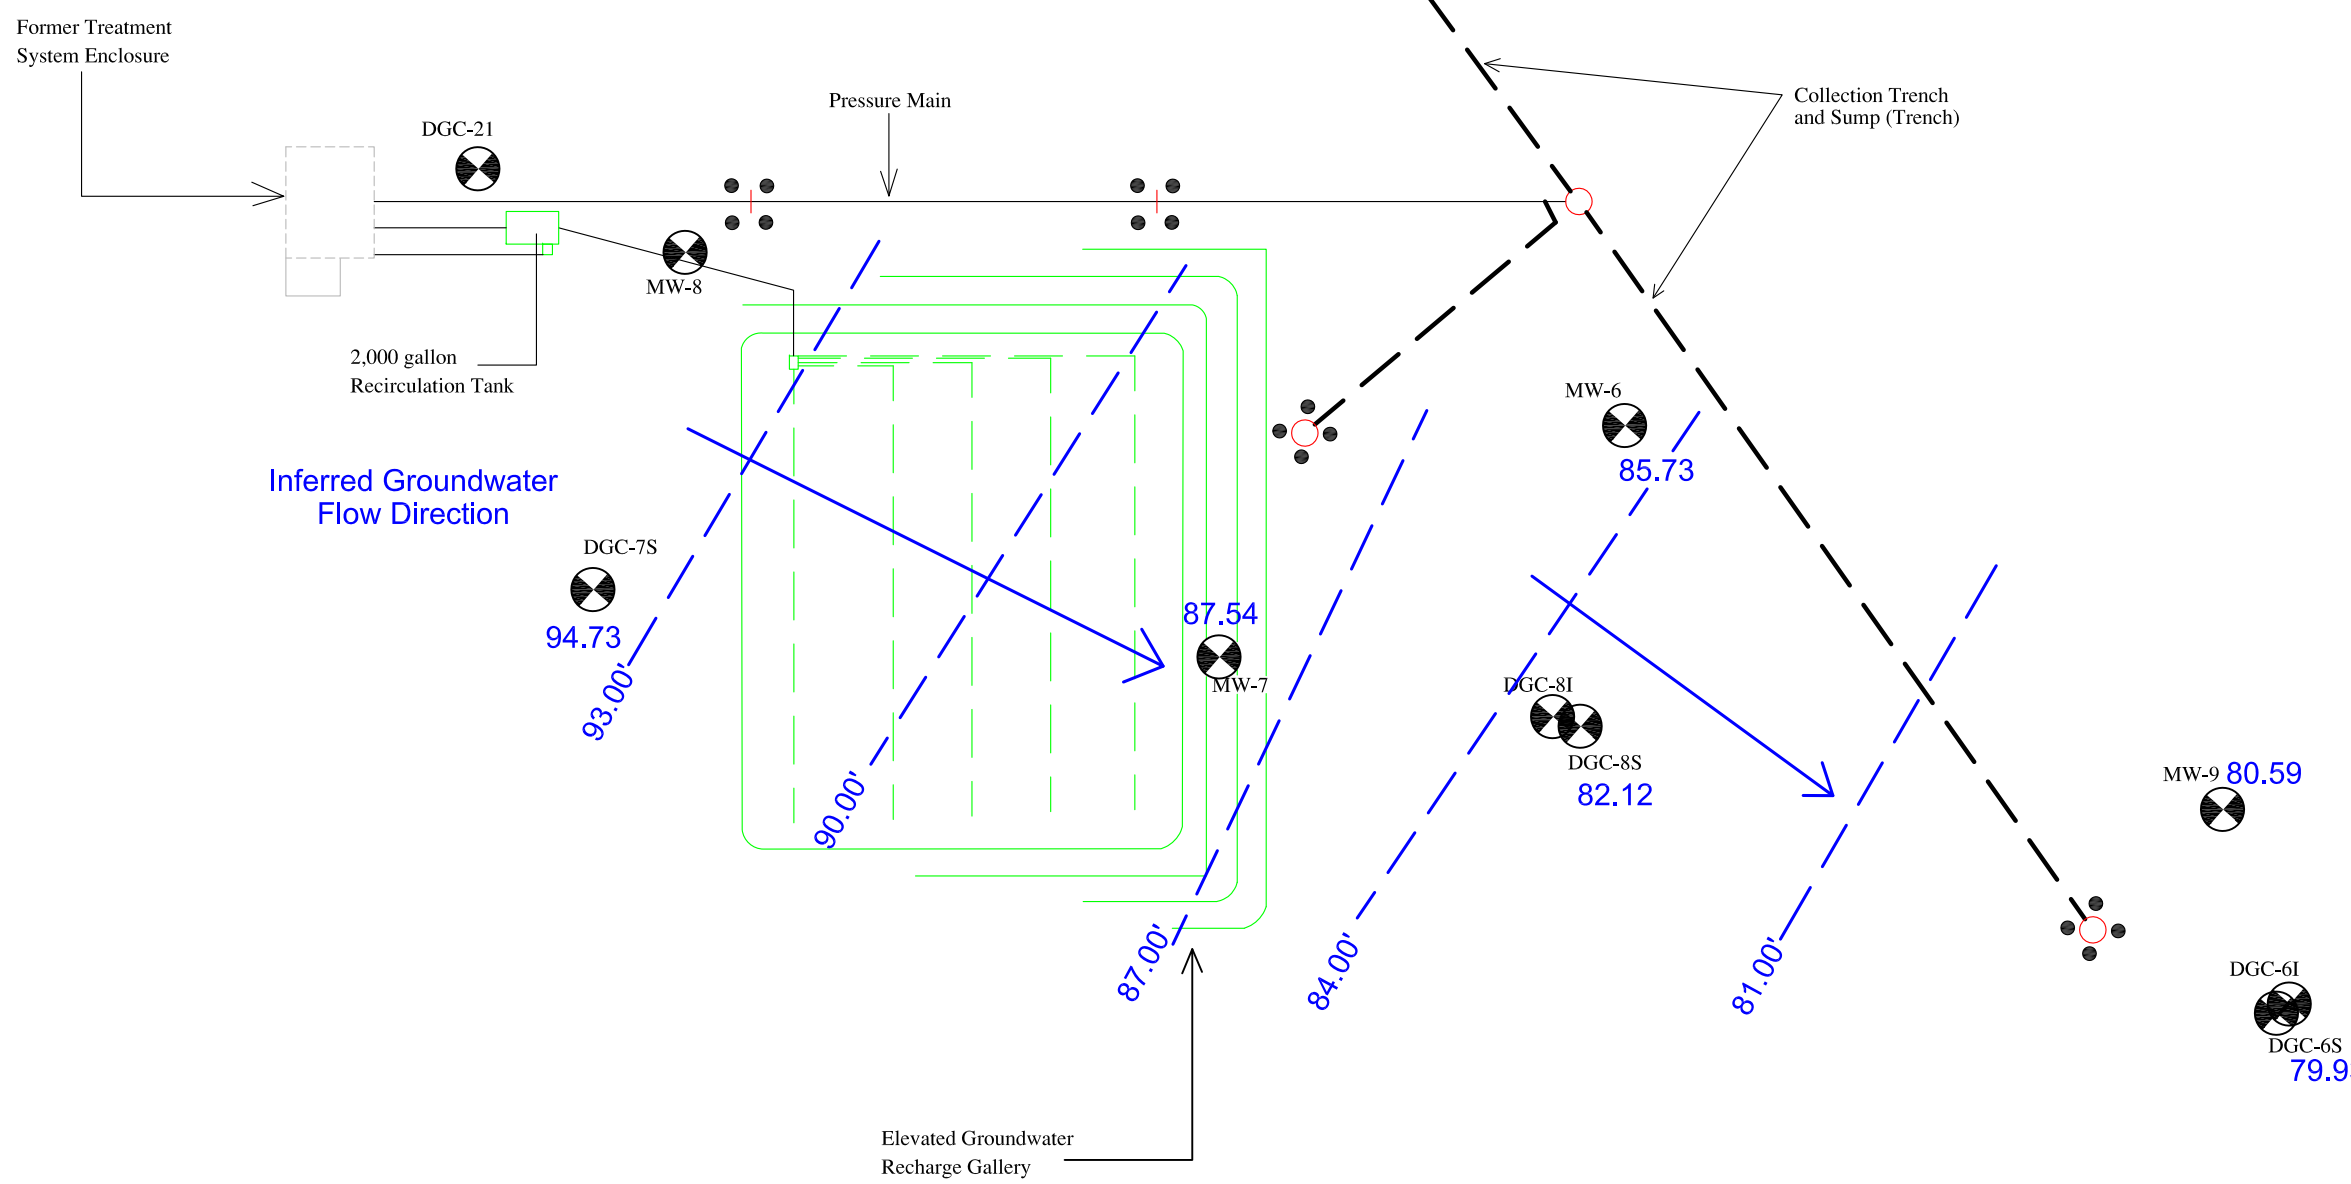 Former Treatment
System Enclosure
DGC-21
Pressure Main
Collection Trench
and Sump (Trench)
MW-8
2,000 gallon
Recirculation Tank
MW-6
85.73
Inferred Groundwater
Flow Direction
DGC-7S
94.73
87.54
MW-7
93.00'
DGC-8I
DGC-8S
82.12
MW-9 80.59
90.00'
87.00'
84.00'
81.00'
DGC-6I
DGC-6S
79.9
Elevated Groundwater
Recharge Gallery